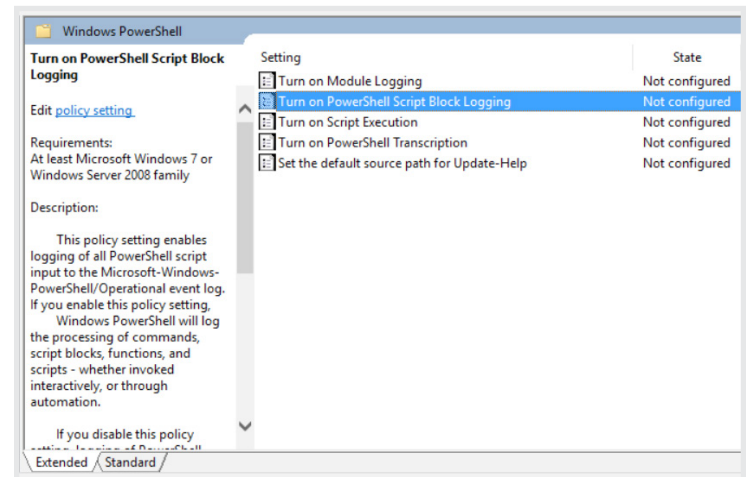 Windows PowerShell
Turn on PowerShell Script Block
Logging
Edit policy setting
Requirements:
At least Microsoft Windows 7 or
Windows Server 2008 family
Description:
This policy setting enables
logging of all PowerShell script
input to the Microsoft-Windows-
PowerShell/Operational event log.
If you enable this policy setting,
Windows PowerShell will log
the processing of commands,
script blocks, functions, and
scripts - whether invoked
interactively, or through
automation.
If you disable this policy
setting, logging of PowerShell
Setting State
Turn on Module Logging Not configured
Turn on PowerShell Script Block Logging Not configured
Turn on Script Execution Not configured
Turn on PowerShell Transcription Not configured
Set the default source path for Update-Help Not configured
Extended Standard